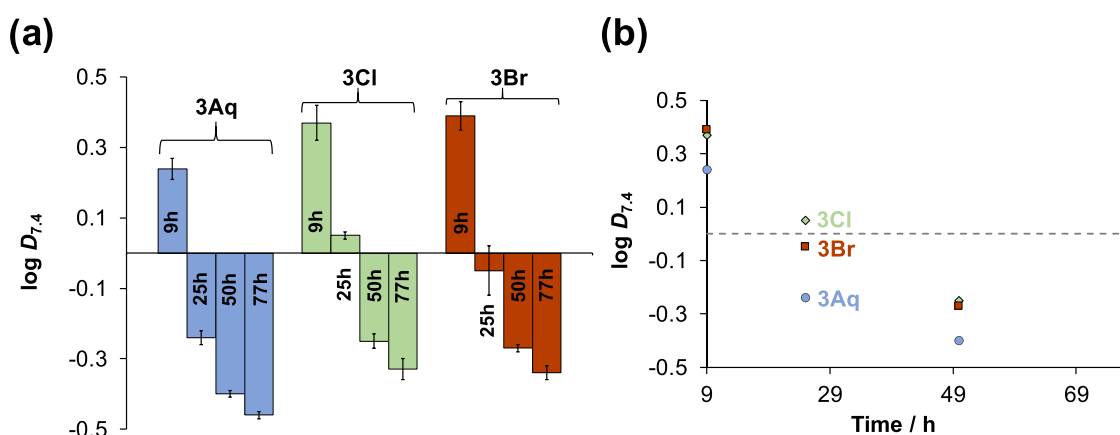 (a)
0.5
0.3
0.1
-0.1
-0.3
-0.5
log D7.4
3Aq
3Cl
3Br
9h
25h
50h
77h
9h
25h
50h
77h
9h
25h
50h
77h
(b)
0.5
0.3
0.1
-0.1
-0.3
-0.5
log D7.4
3Cl
3Br
3Aq
9
29
49
69
Time / h